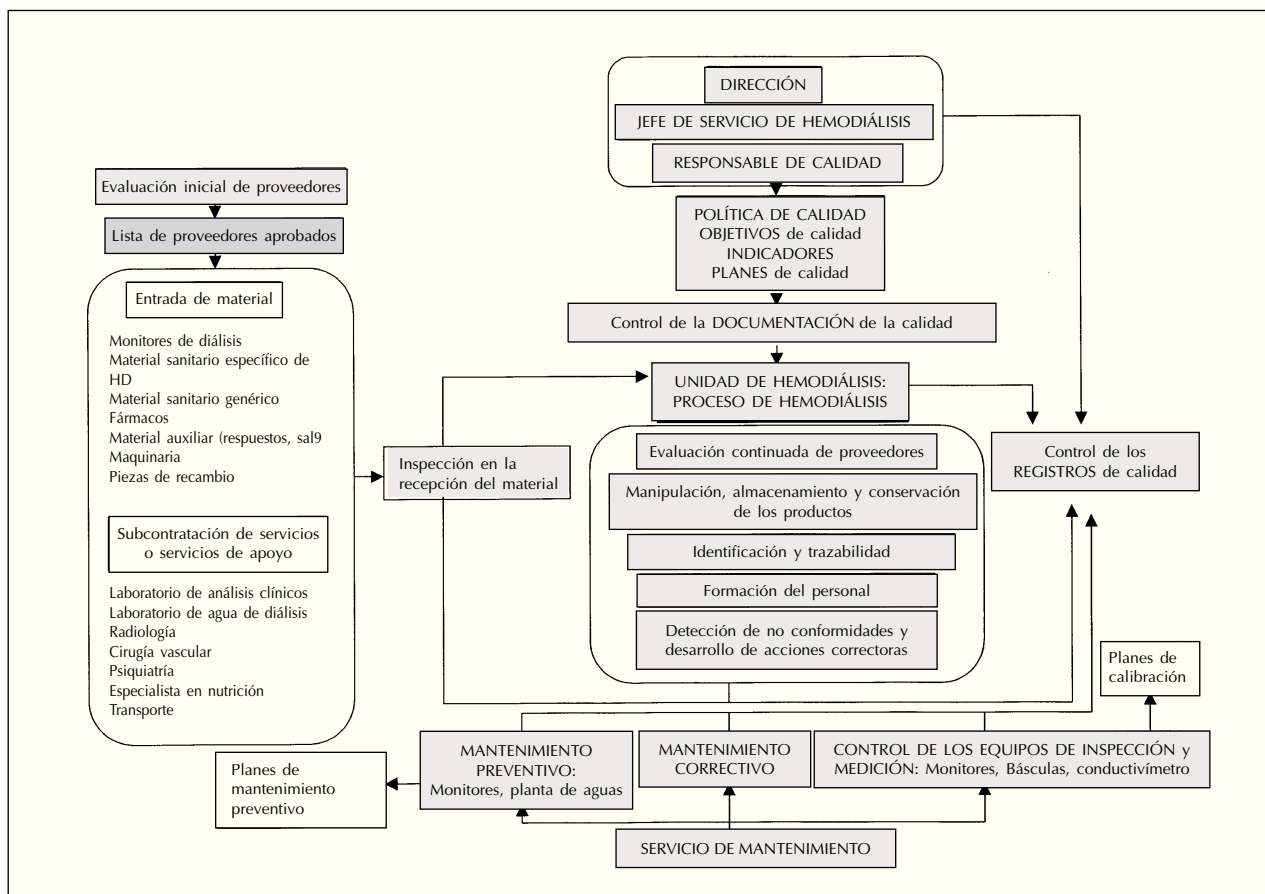 DIRECCIÓN
JEFE DE SERVICIO DE HEMODIÁLISIS
RESPONSABLE DE CALIDAD
POLÍTICA DE CALIDAD
OBJETIVOS de calidad
INDICADORES
PLANES de calidad
Control de la DOCUMENTACIÓN de la calidad
UNIDAD DE HEMODIÁLISIS:
PROCESO DE HEMODIÁLISIS
Evaluación inicial de proveedores
Lista de proveedores aprobados
Entrada de material
Monitores de diálisis
Material sanitario específico de
HD
Material sanitario genérico
Fármacos
Material auxiliar (respuestos, sal9
Maquinaria
Piezas de recambio
Subcontratación de servicios
o servicios de apoyo
Laboratorio de análisis clínicos
Laboratorio de agua de diálisis
Radiología
Cirugía vascular
Psiquiatría
Especialista en nutrición
Transporte
Inspección en la
recepción del material
Evaluación continuada de proveedores
Manipulación, almacenamiento y conservación
de los productos
Identificación y trazabilidad
Formación del personal
Detección de no conformidades y
desarrollo de acciones correctoras
Control de los
REGISTROS de calidad
Planes de
calibración
Planes de
mantenimiento
preventivo
MANTENIMIENTO
PREVENTIVO:
Monitores, planta de aguas
MANTENIMIENTO
CORRECTIVO
CONTROL DE LOS EQUIPOS DE INSPECCIÓN y
MEDICIÓN: Monitores, Básculas, conductivímetro
SERVICIO DE MANTENIMIENTO